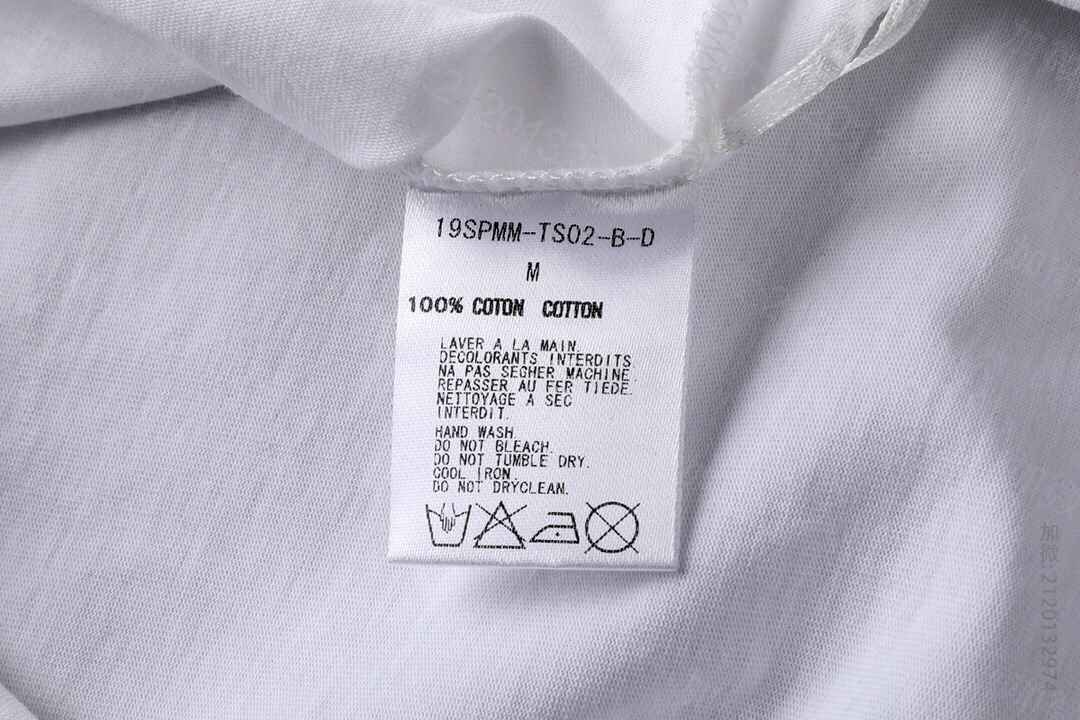 19SPMM-TS02-B-D
M
100% COTON COTTON
LAVER A LA MAIN.
DECOLORANTS INTERDITS
NA PAS SECHER MACHINE.
REPASSER AU FER TIEDE.
NETTOYAGE A SEC
INTERDIT.
HAND WASH.
DO NOT BLEACH.
DO NOT TUMBLE DRY.
COOL IRON.
DO NOT DRYCLEAN.
2120132974